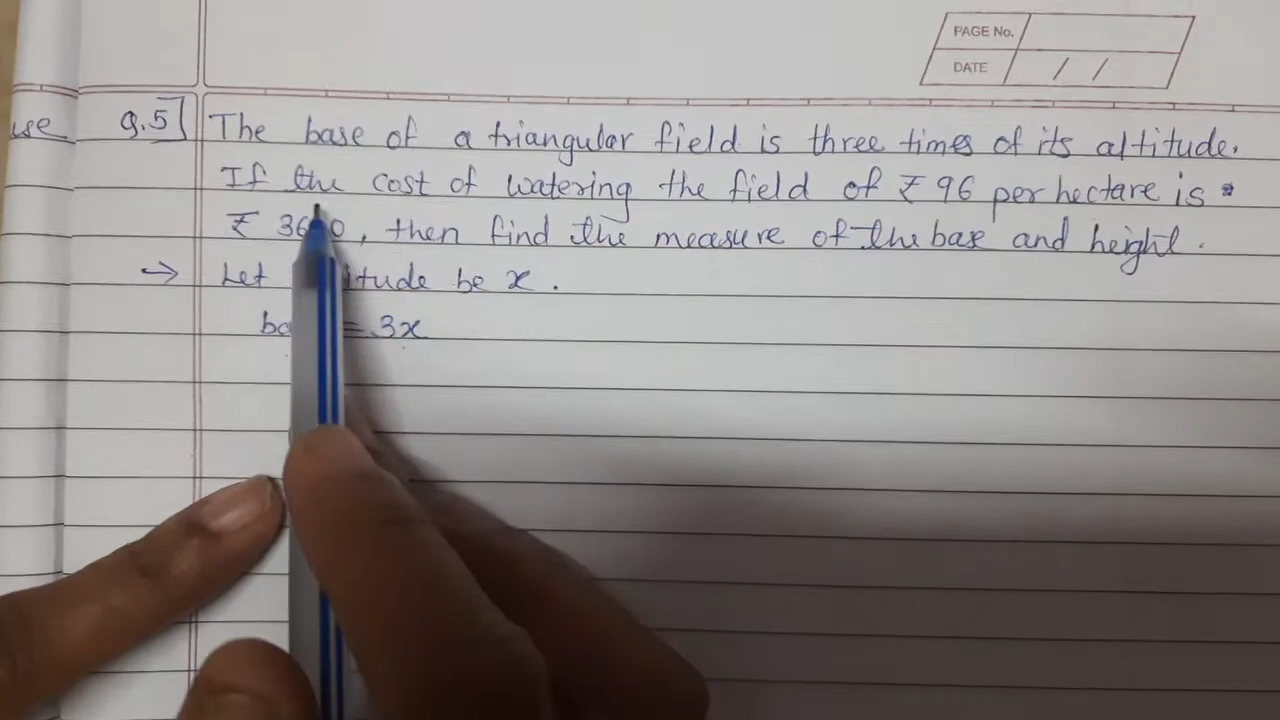 PAGE No.
DATE / /
use Q.5] The base of a triangular field is three times of its altitude.
If the cost of watering the field of ₹ 96 per hectare is
, then find the measure of the base and height.
→ Let be x.
= 3x